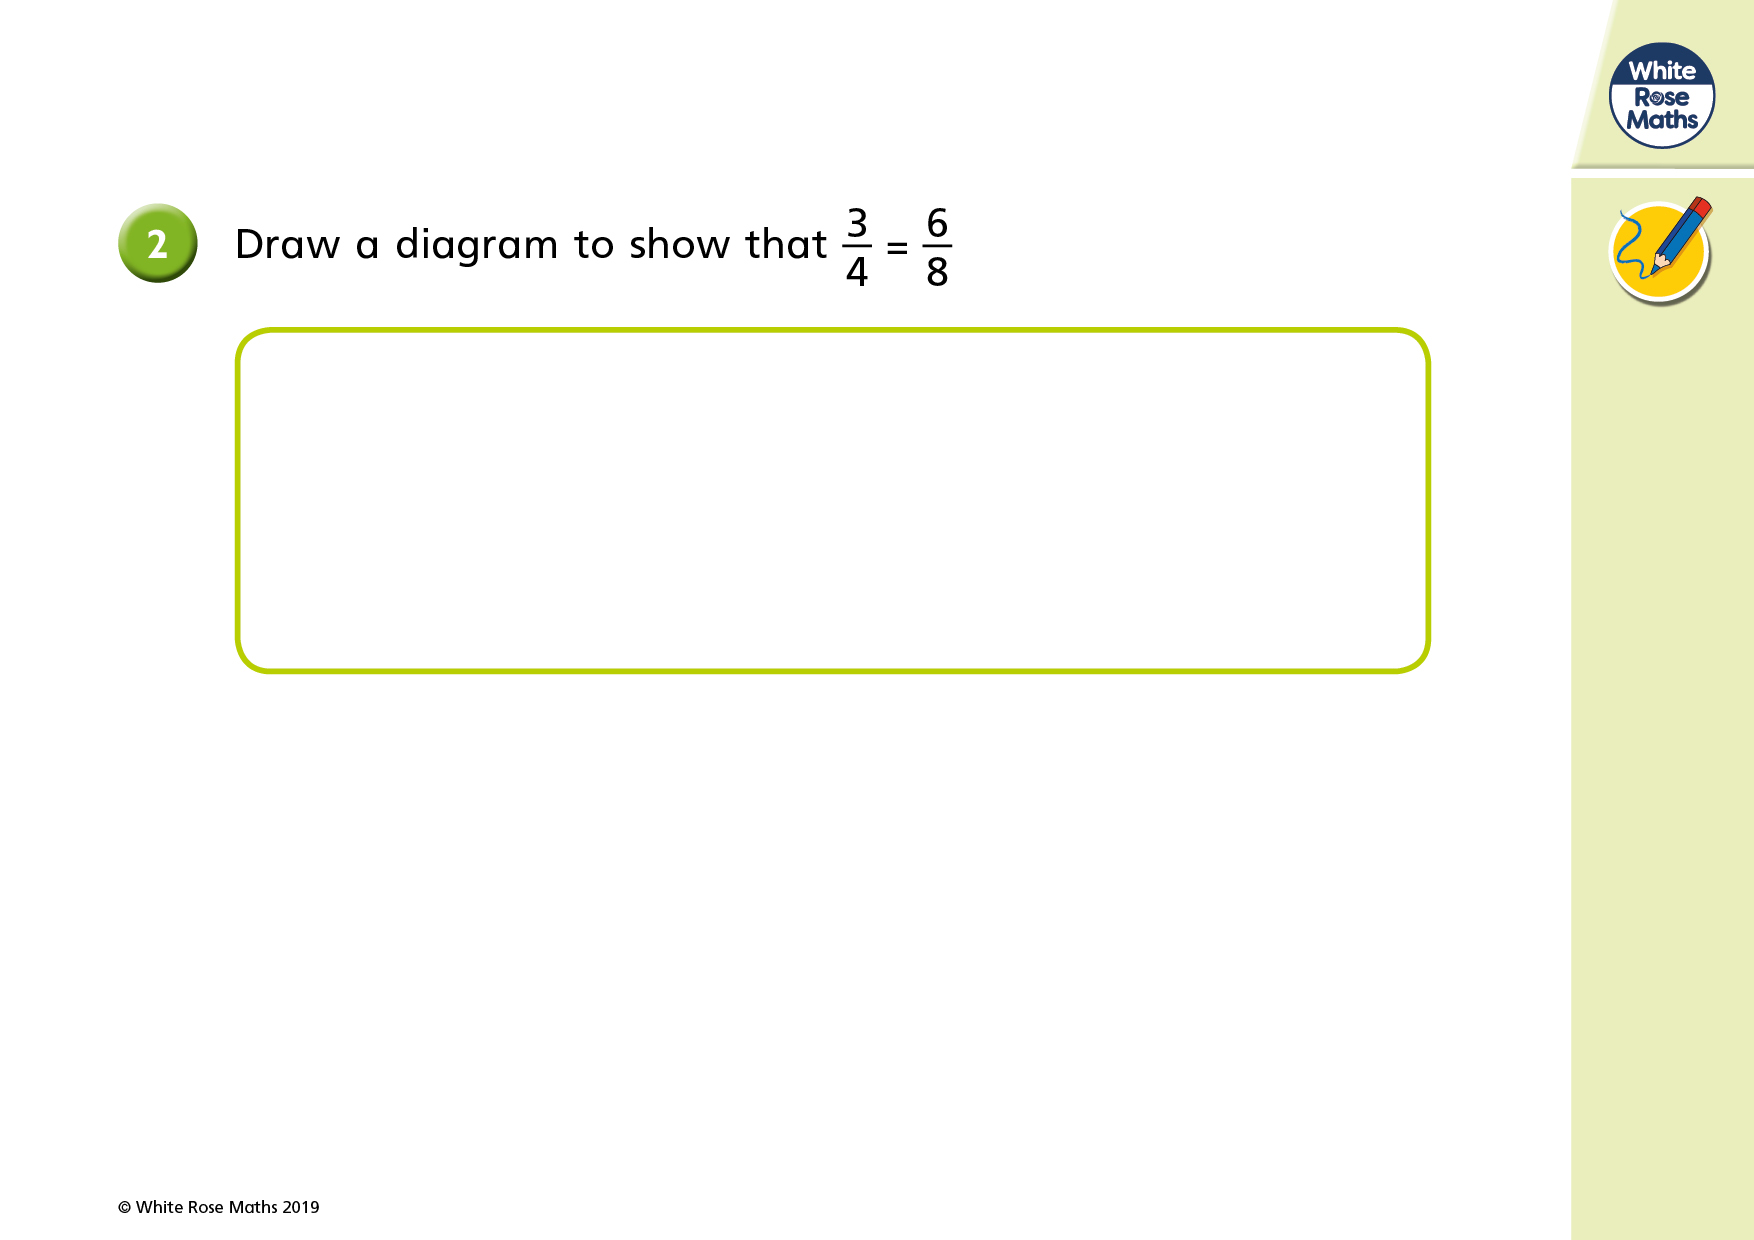 White
Rose
Maths
2 Draw a diagram to show that 3/4 = 6/8
© White Rose Maths 2019